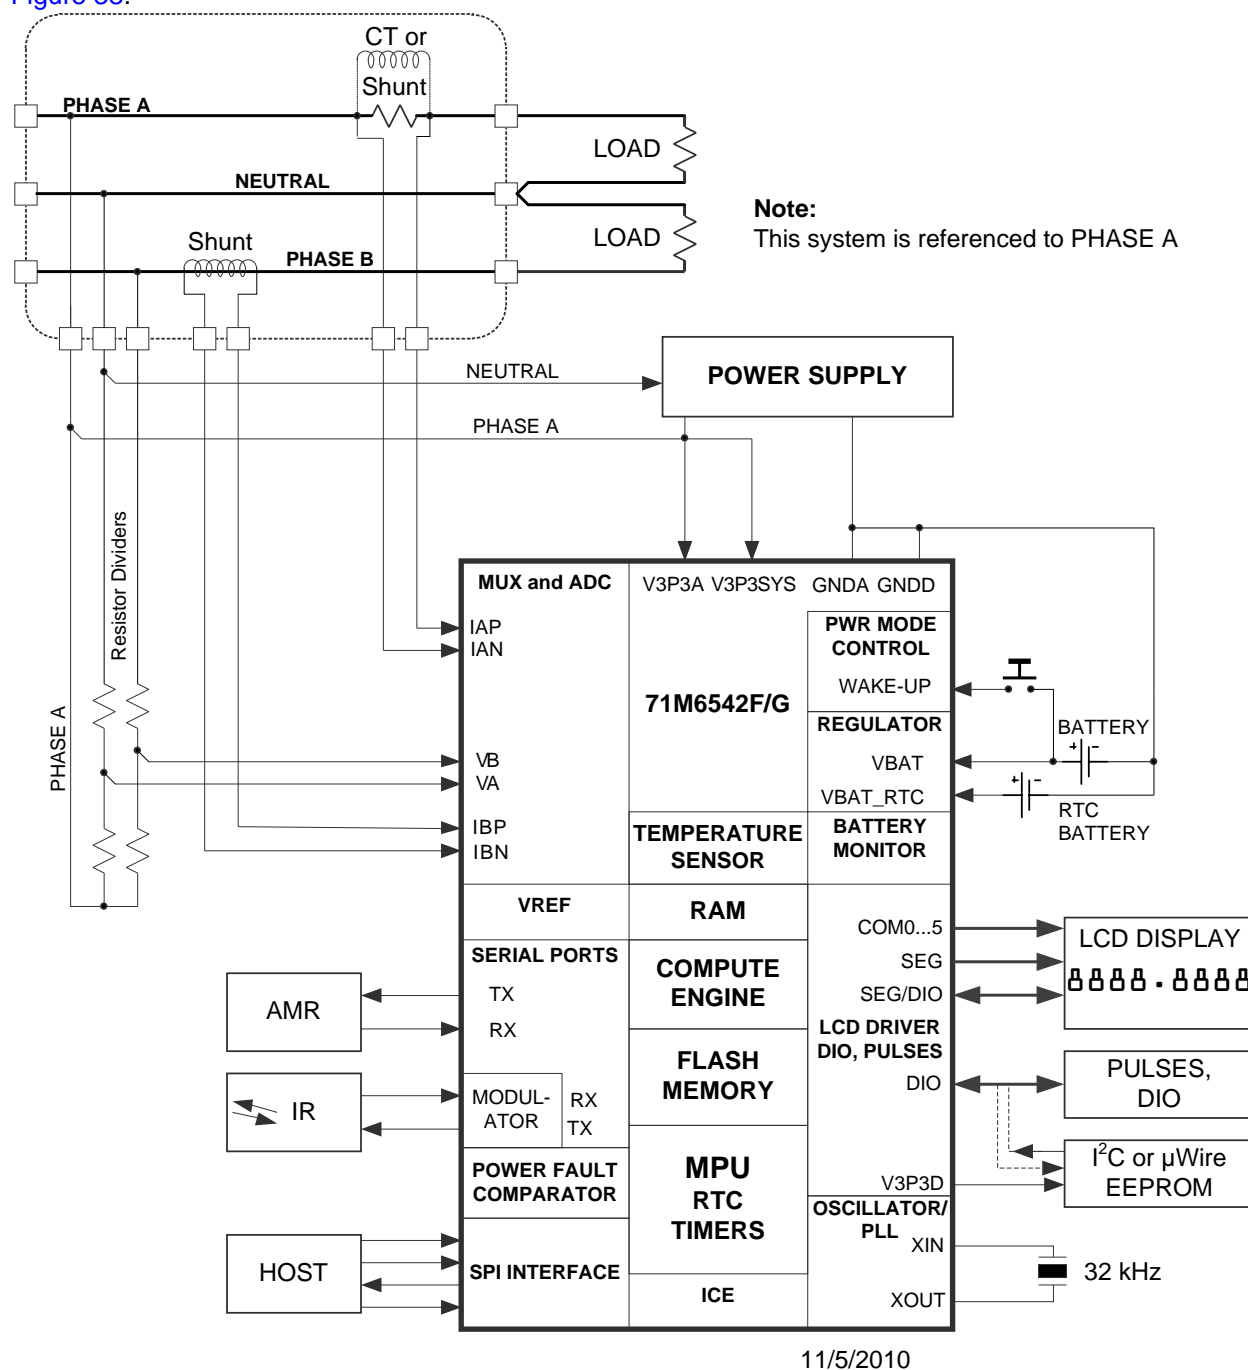 CT or
Shunt
PHASE A
LOAD
NEUTRAL
Note:
This system is referenced to PHASE A
Shunt
LOAD
PHASE B
NEUTRAL
POWER SUPPLY
PHASE A
Resistor Dividers
PHASE A
MUX and ADC
V3P3A V3P3SYS GNDA GNDD
IAP
IAN
PWR MODE
CONTROL
WAKE-UP
71M6542F/G
REGULATOR
BATTERY
+ -
VB
VA
VBAT
VBAT_RTC
+ -
RTC
BATTERY
IBP
IBN
TEMPERATURE
SENSOR
BATTERY
MONITOR
VREF
RAM
COM0...5
SEG
SEG/DIO
LCD DISPLAY
8888.8888
SERIAL PORTS
TX
RX
AMR
COMPUTE
ENGINE
LCD DRIVER
DIO, PULSES
DIO
PULSES,
DIO
FLASH
MEMORY
IR
MODUL-
ATOR
RX
TX
I²C or µWire
EEPROM
V3P3D
POWER FAULT
COMPARATOR
MPU
RTC
TIMERS
OSCILLATOR/
PLL
XIN
32 kHz
XOUT
HOST
SPI INTERFACE
ICE
11/5/2010